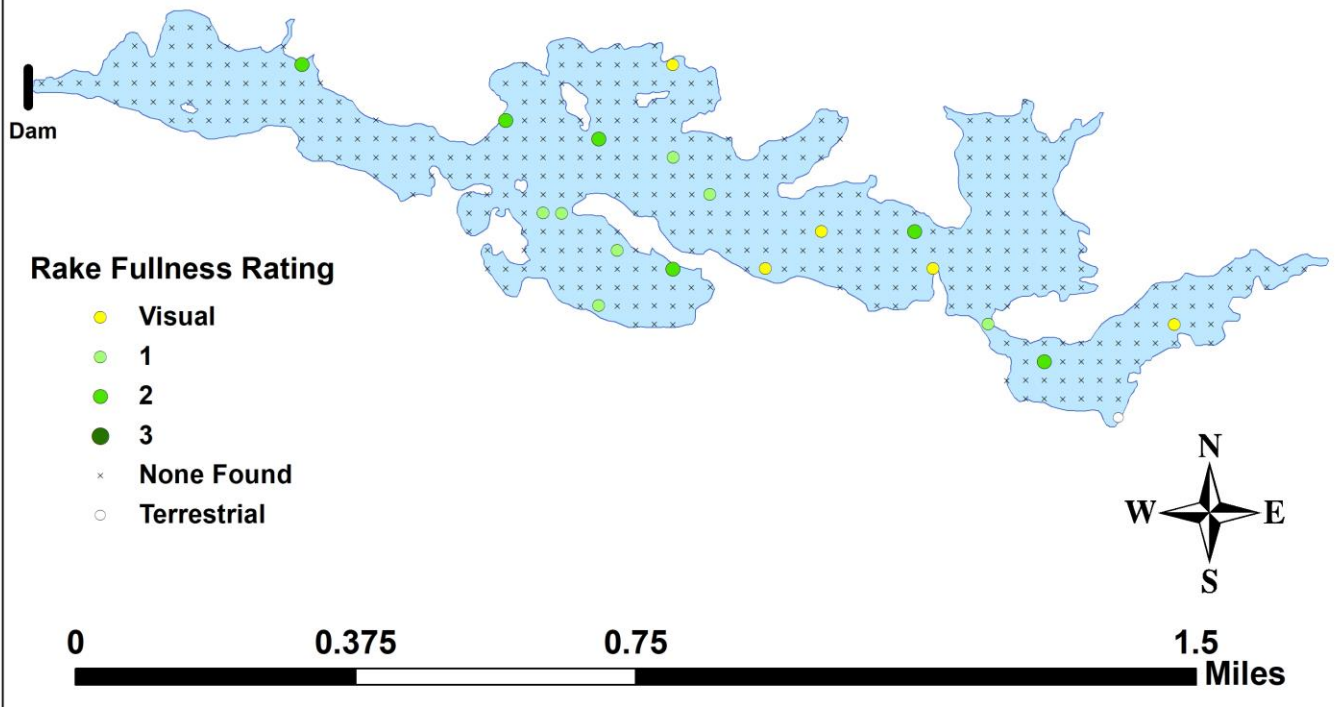 Dam
Rake Fullness Rating
Visual
1
2
3
None Found
Terrestrial
N
W E
S
0 0.375 0.75 1.5
Miles